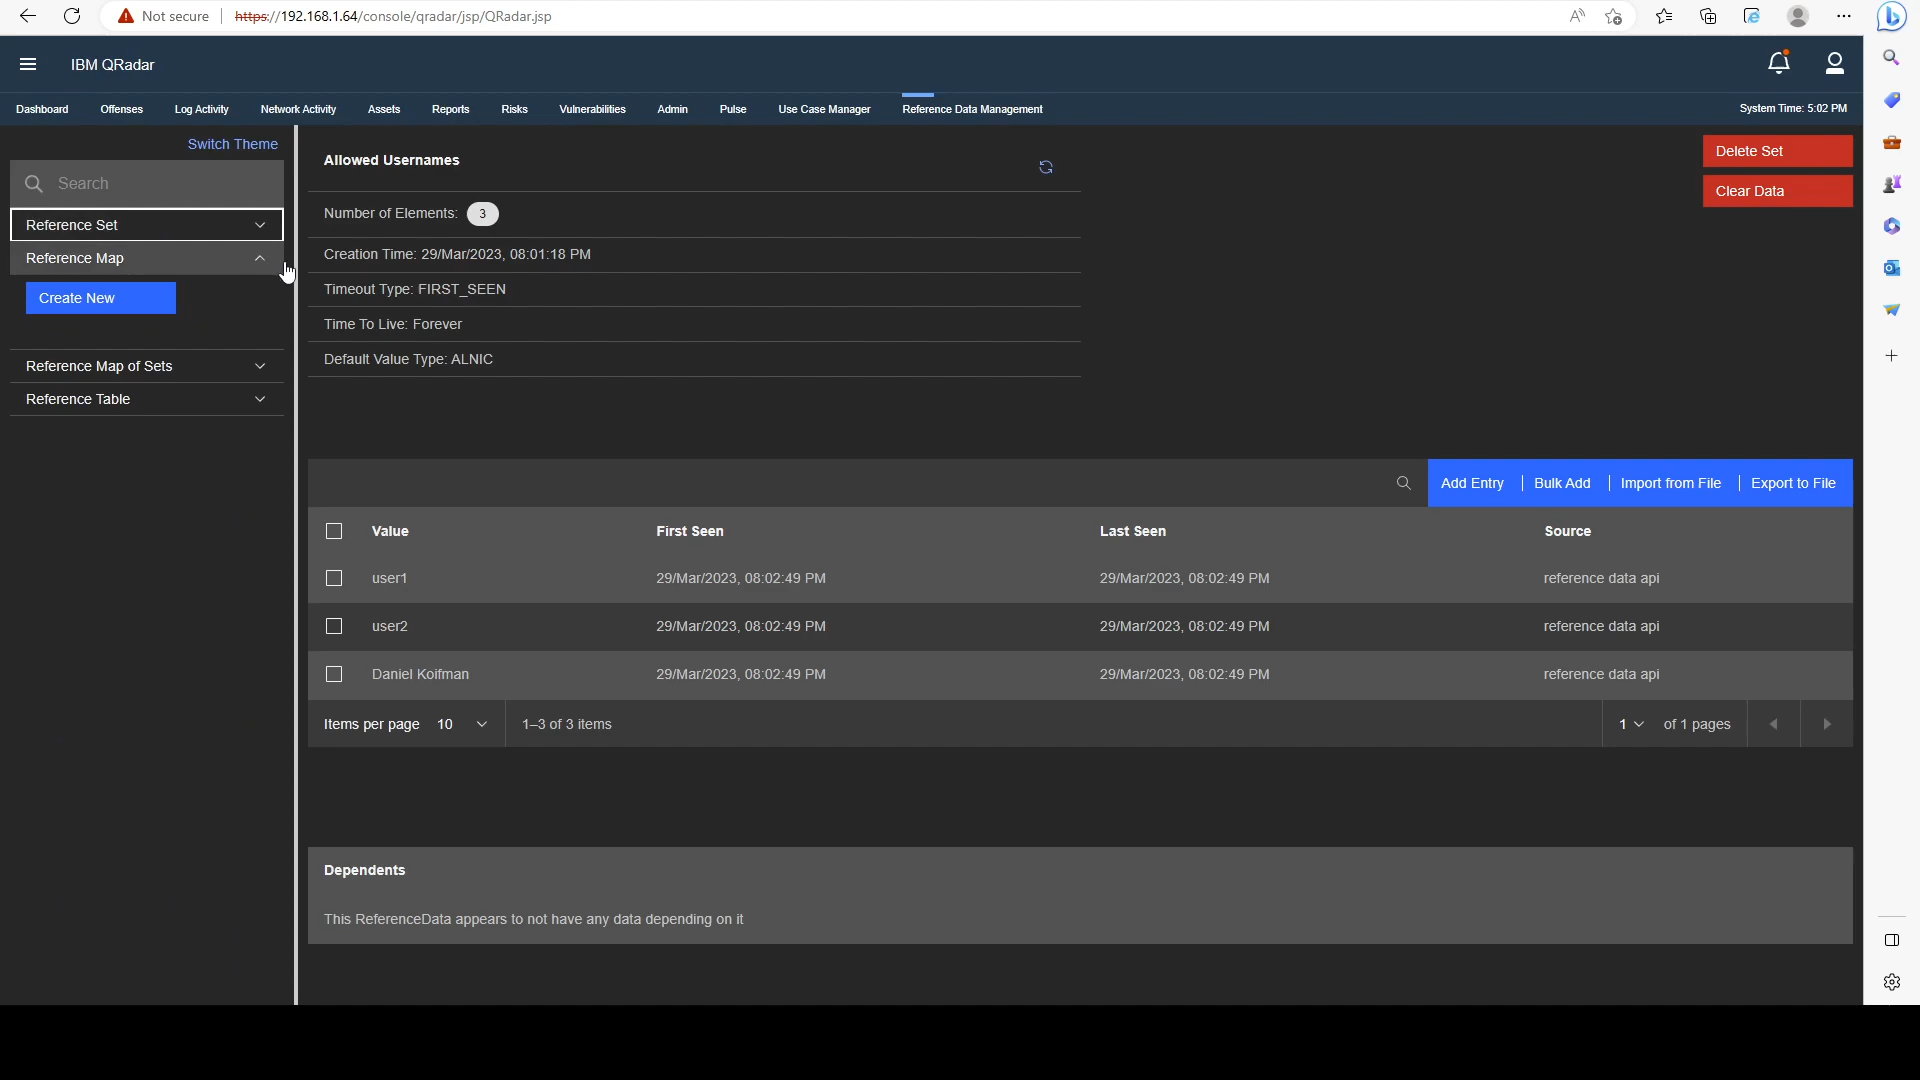 Not secure https://192.168.1.64/console/qradar/jsp/QRadar.jsp
IBM QRadar
Dashboard Offenses Log Activity Network Activity Assets Reports Risks Vulnerabilities Admin Pulse Use Case Manager Reference Data Management System Time: 5:02 PM
Switch Theme
Search
Reference Set
Reference Map
Create New
Reference Map of Sets
Reference Table
Allowed Usernames
Number of Elements: 3
Creation Time: 29/Mar/2023, 08:01:18 PM
Timeout Type: FIRST_SEEN
Time To Live: Forever
Default Value Type: ALNIC
Delete Set
Clear Data
Add Entry Bulk Add Import from File Export to File
Value First Seen Last Seen Source
user1 29/Mar/2023, 08:02:49 PM 29/Mar/2023, 08:02:49 PM reference data api
user2 29/Mar/2023, 08:02:49 PM 29/Mar/2023, 08:02:49 PM reference data api
Daniel Koifman 29/Mar/2023, 08:02:49 PM 29/Mar/2023, 08:02:49 PM reference data api
Items per page 10 1–3 of 3 items 1 of 1 pages
Dependents
This ReferenceData appears to not have any data depending on it